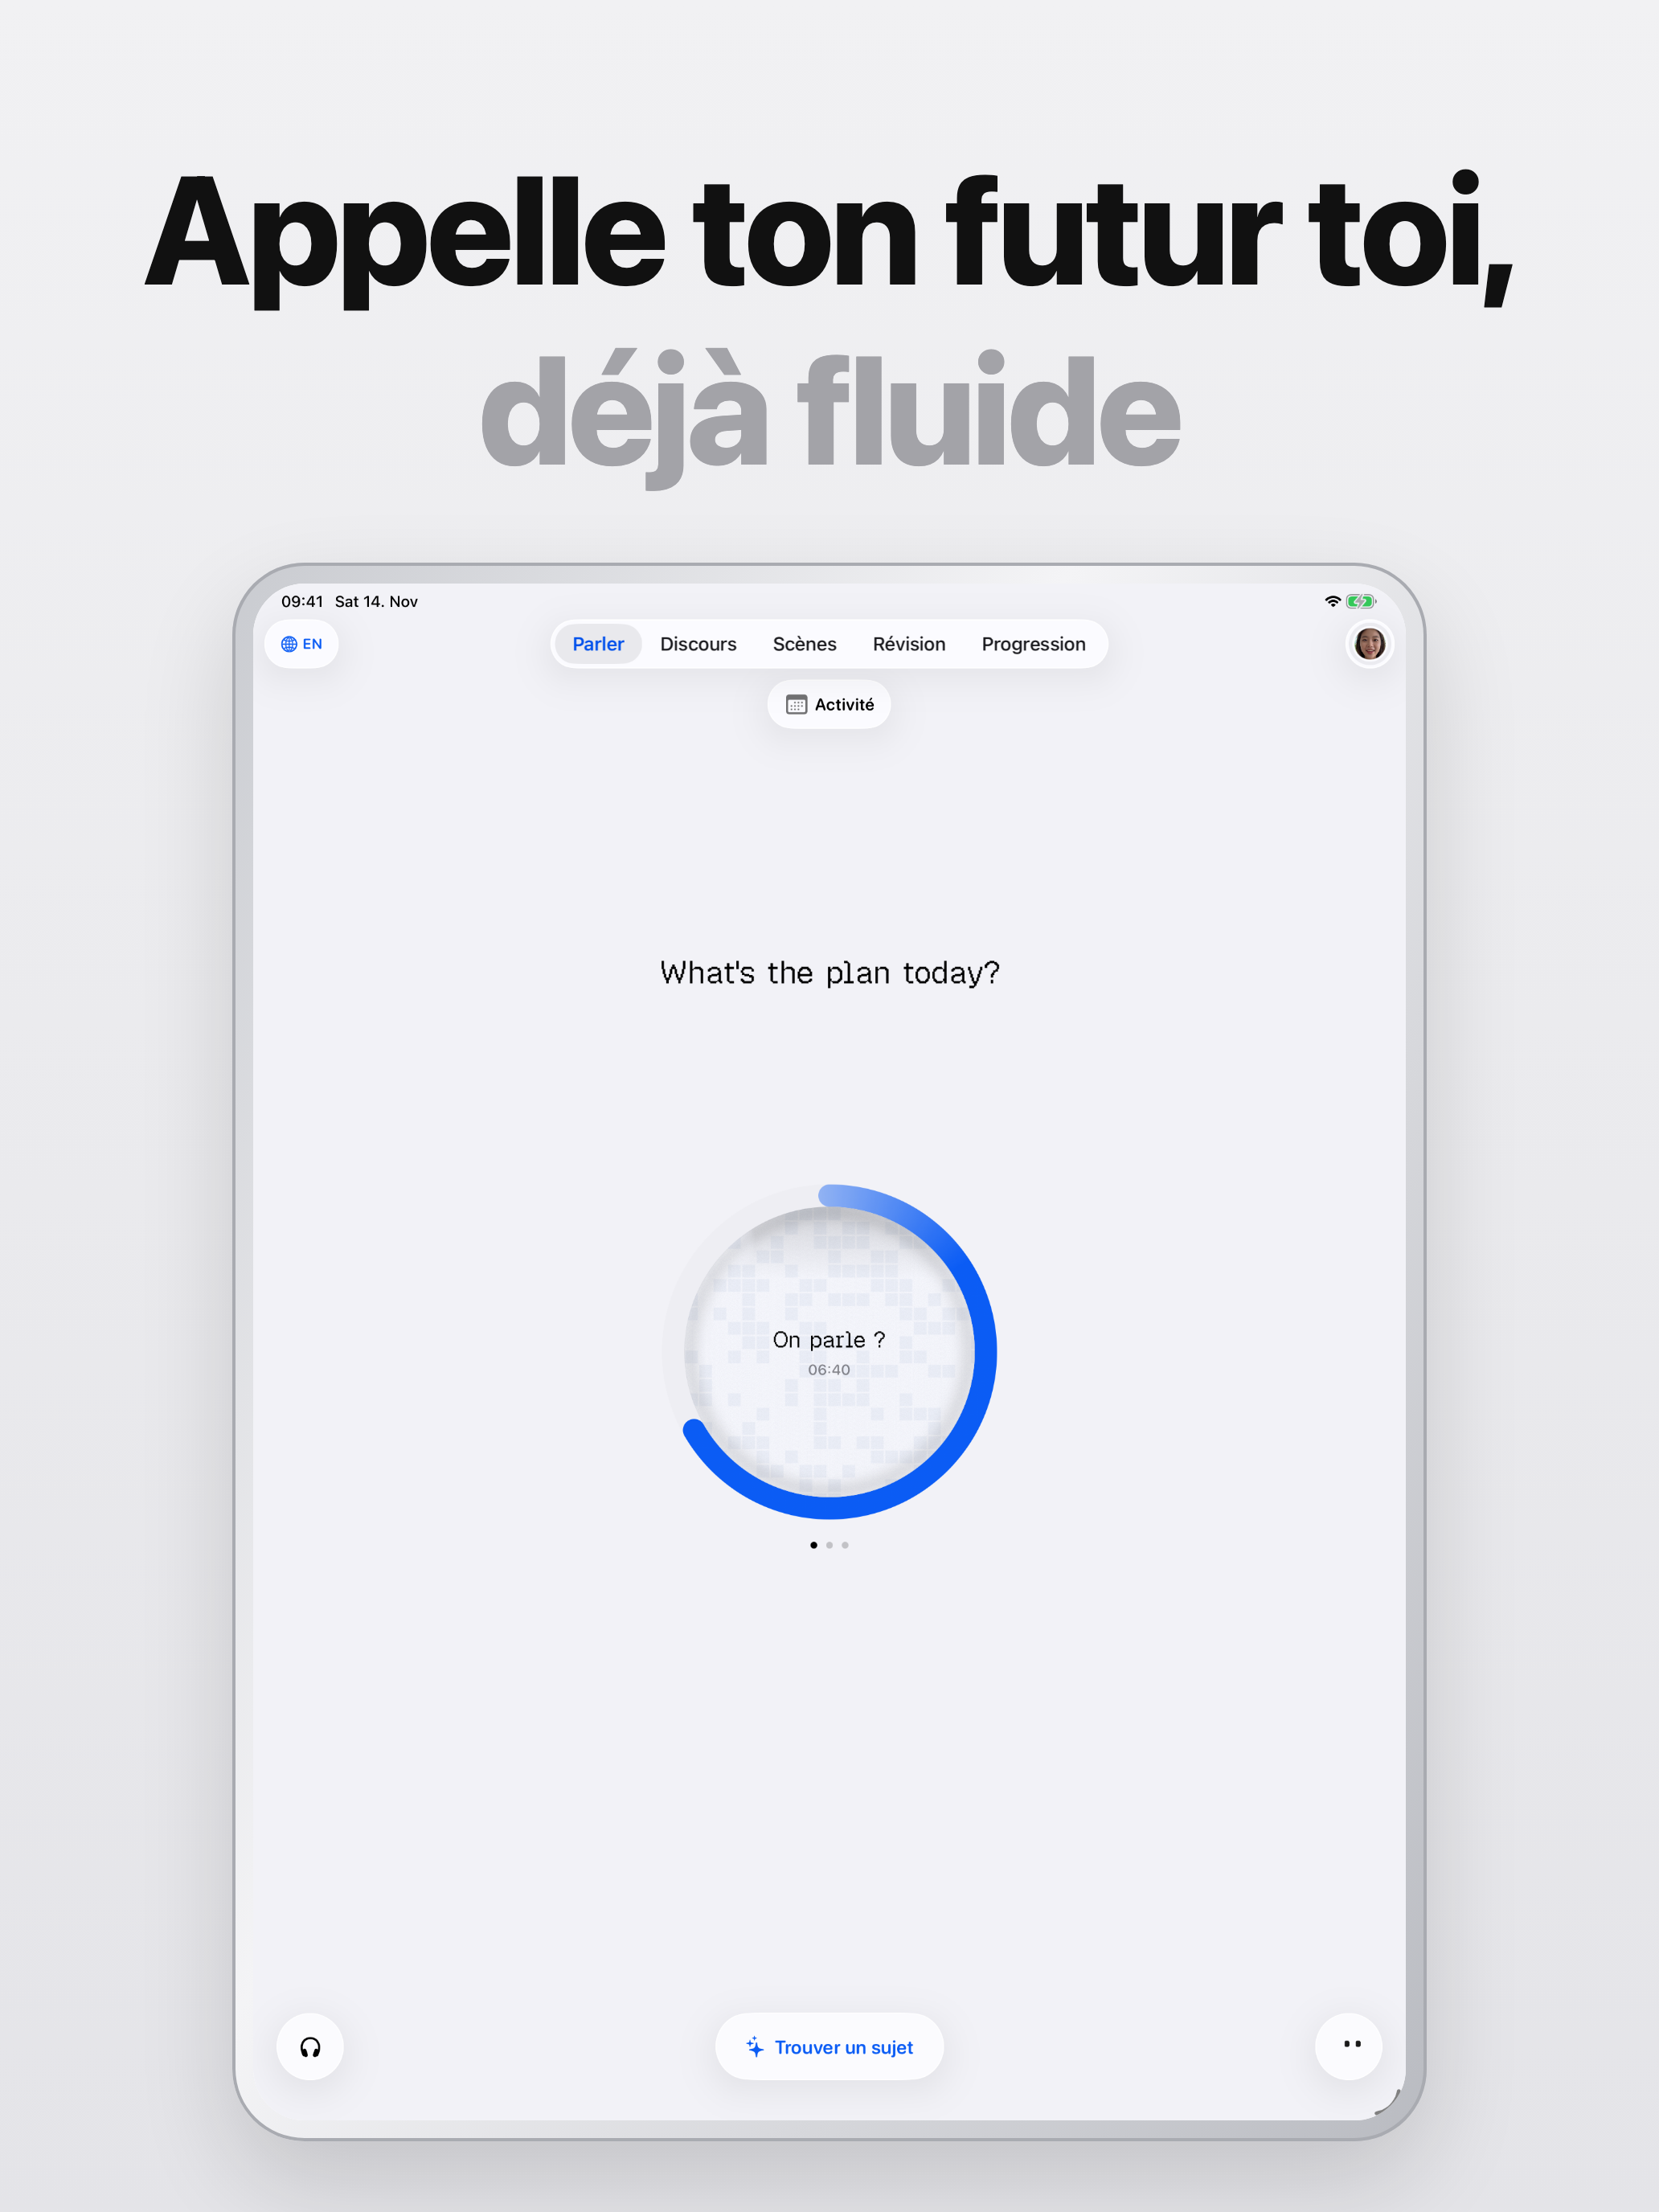 Appelle ton futur toi,
déjà fluide
09:41 Sat 14. Nov
EN
Parler Discours Scènes Révision Progression
Activité
What's the plan today?
On parle ?
06:40
Trouver un sujet